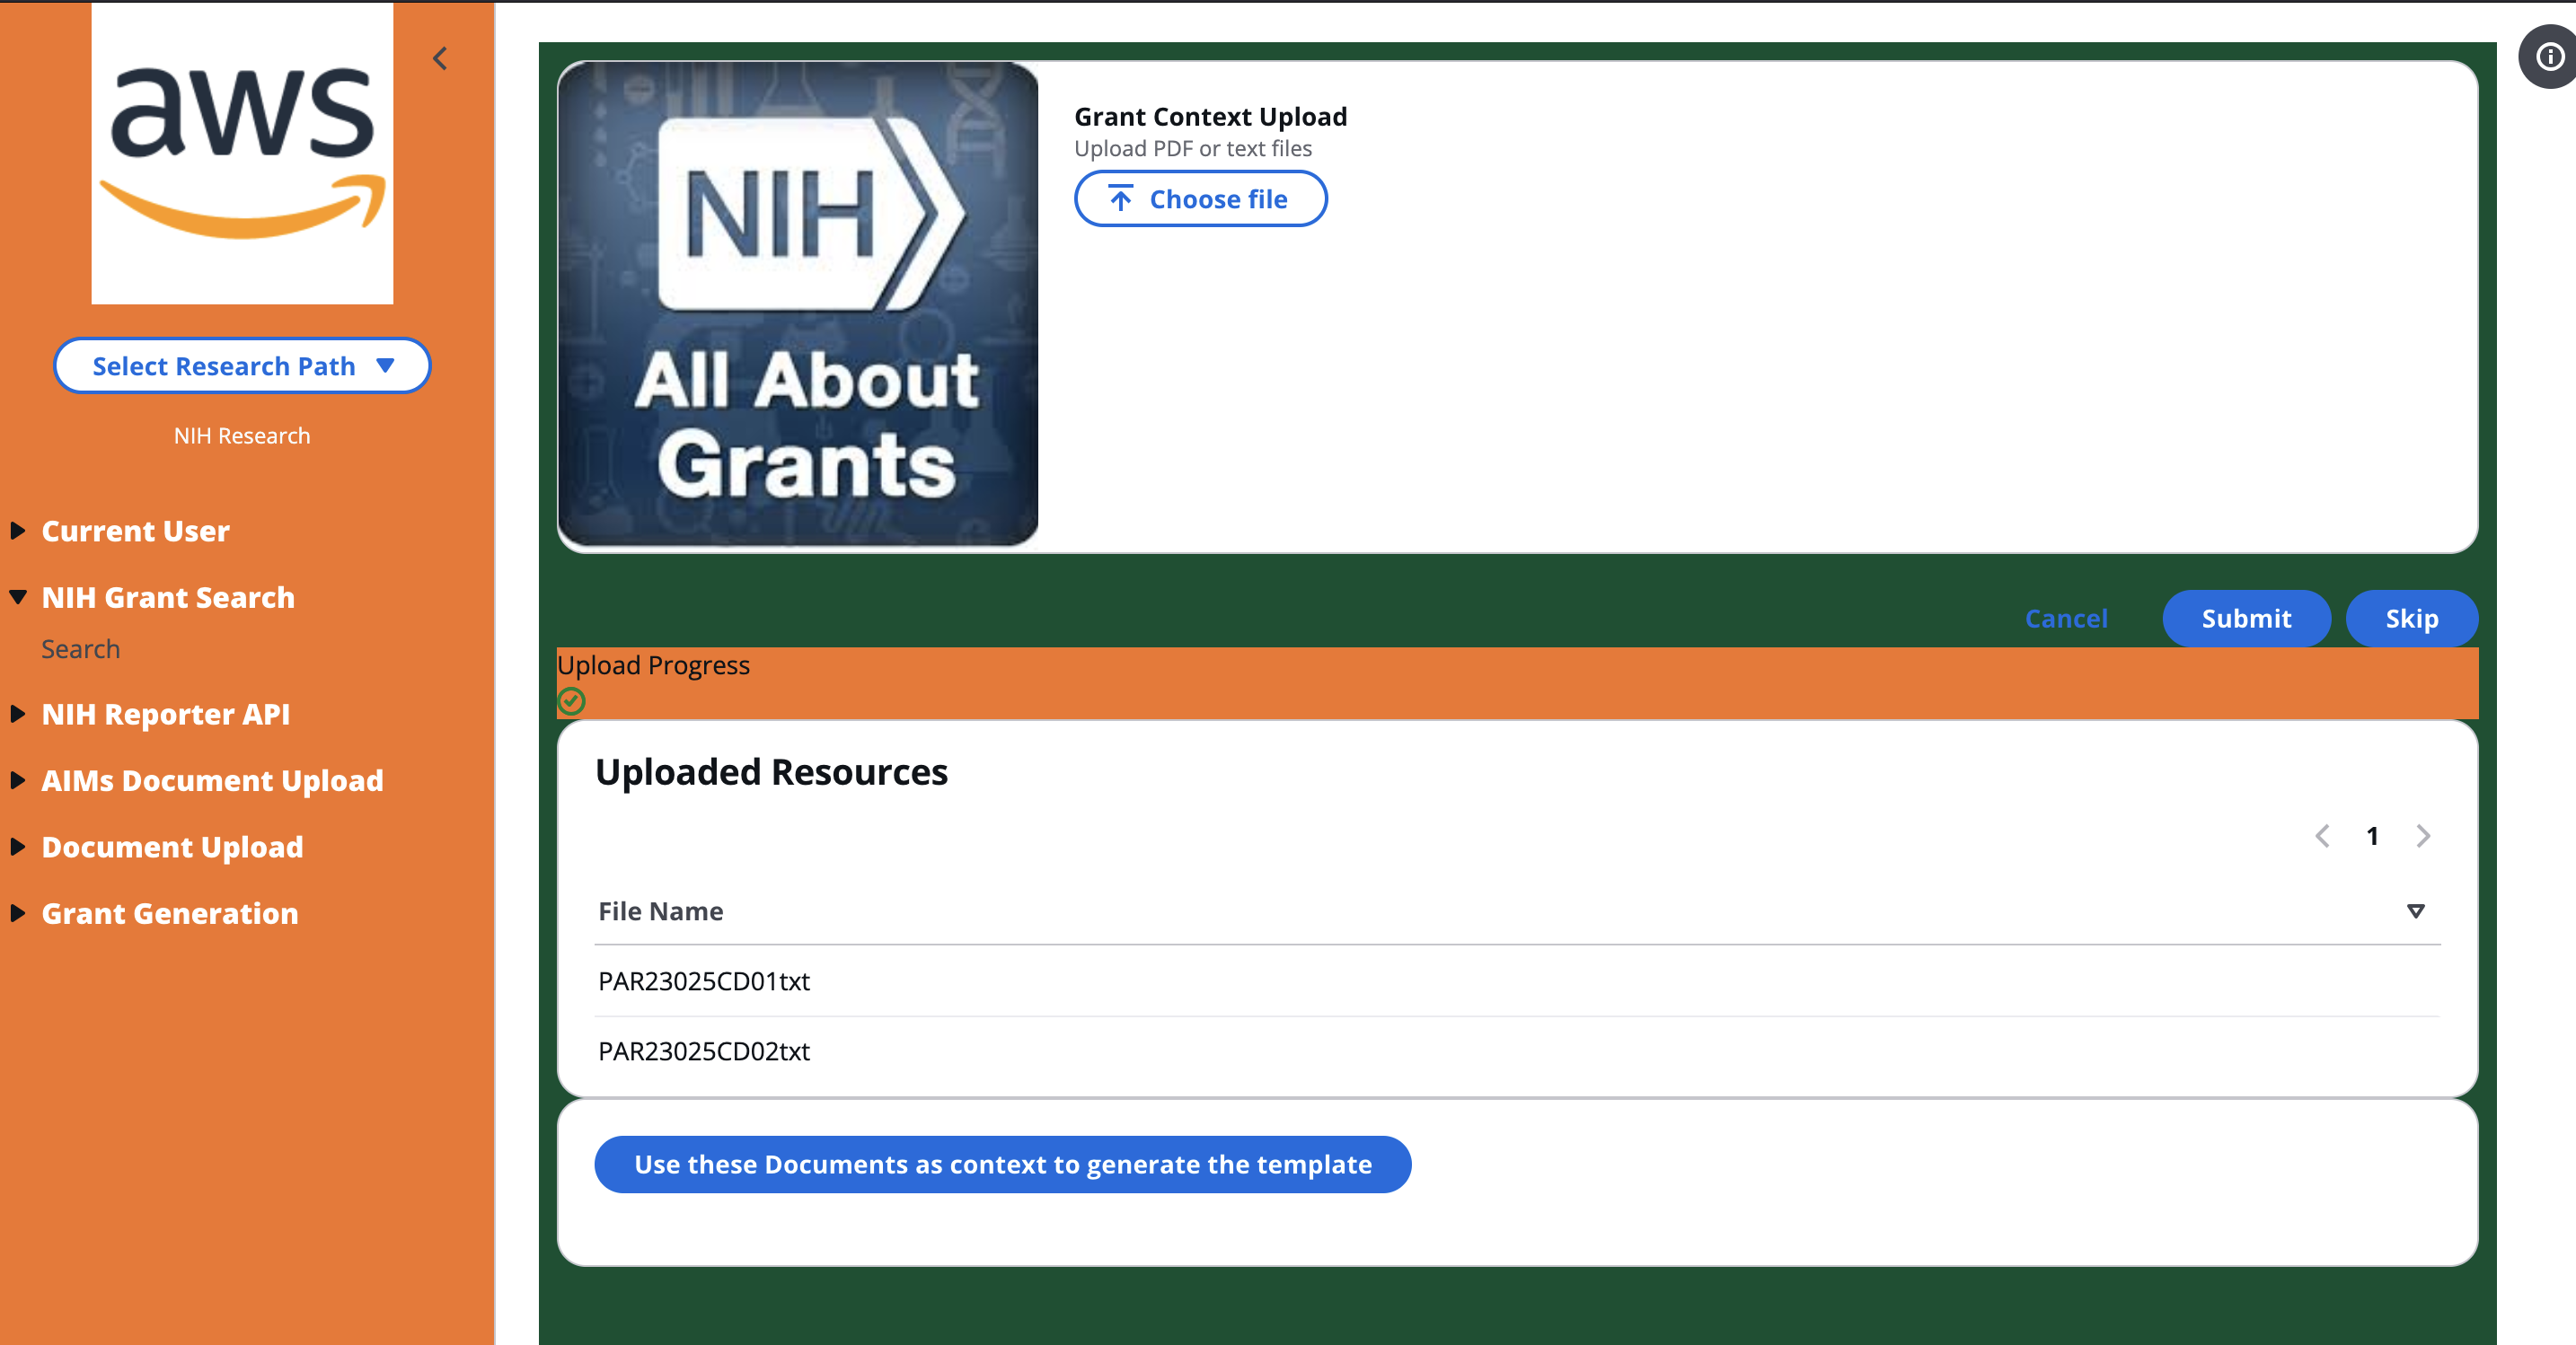 aws
Select Research Path
NIH Research
Current User
NIH Grant Search
Search
NIH Reporter API
AIMs Document Upload
Document Upload
Grant Generation
NIH
All About
Grants
Grant Context Upload
Upload PDF or text files
Choose file
Cancel
Submit
Skip
Upload Progress
Uploaded Resources
1
File Name
PAR23025CD01txt
PAR23025CD02txt
Use these Documents as context to generate the template